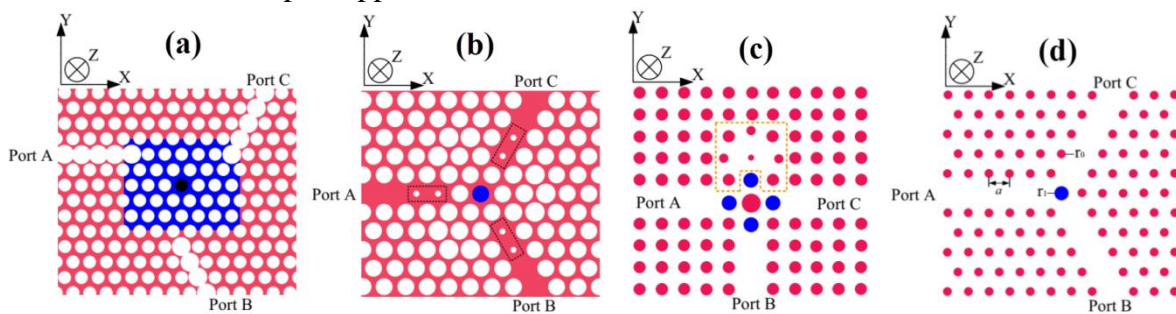 (a)
Y
Z
X
Port C
Port A
Port B
(b)
Y
Z
X
Port C
Port A
Port B
(c)
Y
Z
X
Port A
Port C
Port B
(d)
Y
Z
X
Port C
r₀
a
r₁
Port A
Port B